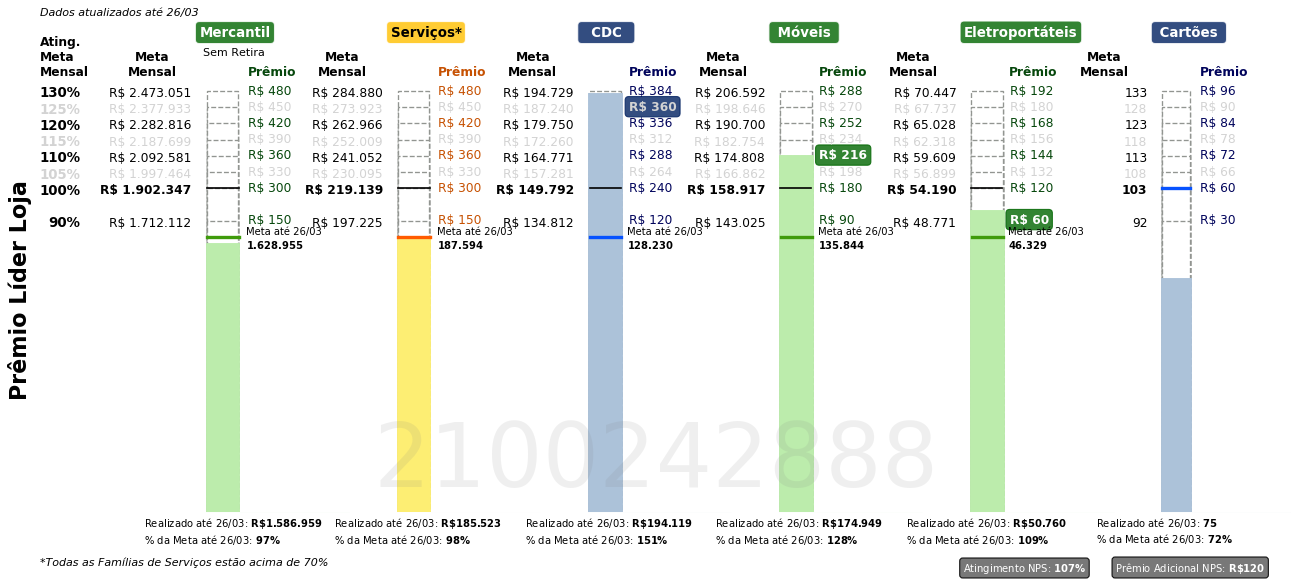 Dados atualizados até 26/03
Mercantil Serviços* CDC Móveis Eletroportáteis Cartões
Sem Retira
Ating. Meta Mensal Meta Mensal Prêmio Meta Mensal Prêmio Meta Mensal Prêmio Meta Mensal Prêmio Meta Mensal Prêmio Meta Mensal Prêmio
130% R$ 2.473.051 R$ 480 R$ 284.880 R$ 480 R$ 194.729 R$ 384 R$ 206.592 R$ 288 R$ 70.447 R$ 192 133 R$ 96
125% R$ 2.377.933 R$ 450 R$ 273.923 R$ 450 R$ 187.240 R$ 360 R$ 198.646 R$ 270 R$ 67.737 R$ 180 128 R$ 90
120% R$ 2.282.816 R$ 420 R$ 262.966 R$ 420 R$ 179.750 R$ 336 R$ 190.700 R$ 252 R$ 65.028 R$ 168 123 R$ 84
115% R$ 2.187.699 R$ 390 R$ 252.009 R$ 390 R$ 172.260 R$ 312 R$ 182.754 R$ 234 R$ 62.318 R$ 156 118 R$ 78
110% R$ 2.092.581 R$ 360 R$ 241.052 R$ 360 R$ 164.771 R$ 288 R$ 174.808 R$ 216 R$ 59.609 R$ 144 113 R$ 72
105% R$ 1.997.464 R$ 330 R$ 230.095 R$ 330 R$ 157.281 R$ 264 R$ 166.862 R$ 198 R$ 56.899 R$ 132 108 R$ 66
100% R$ 1.902.347 R$ 300 R$ 219.139 R$ 300 R$ 149.792 R$ 240 R$ 158.917 R$ 180 R$ 54.190 R$ 120 103 R$ 60
90% R$ 1.712.112 R$ 150 R$ 197.225 R$ 150 R$ 134.812 R$ 120 R$ 143.025 R$ 90 R$ 48.771 R$ 60 92 R$ 30
Meta até 26/03 Meta até 26/03 Meta até 26/03 Meta até 26/03 Meta até 26/03
1.628.955 187.594 128.230 135.844 46.329
Prêmio Líder Loja
2100242888
Realizado até 26/03: R$1.586.959 Realizado até 26/03: R$185.523 Realizado até 26/03: R$194.119 Realizado até 26/03: R$174.949 Realizado até 26/03: R$50.760 Realizado até 26/03: 75
% da Meta até 26/03: 97% % da Meta até 26/03: 98% % da Meta até 26/03: 151% % da Meta até 26/03: 128% % da Meta até 26/03: 109% % da Meta até 26/03: 72%
*Todas as Famílias de Serviços estão acima de 70%
Atingimento NPS: 107% Prêmio Adicional NPS: R$120